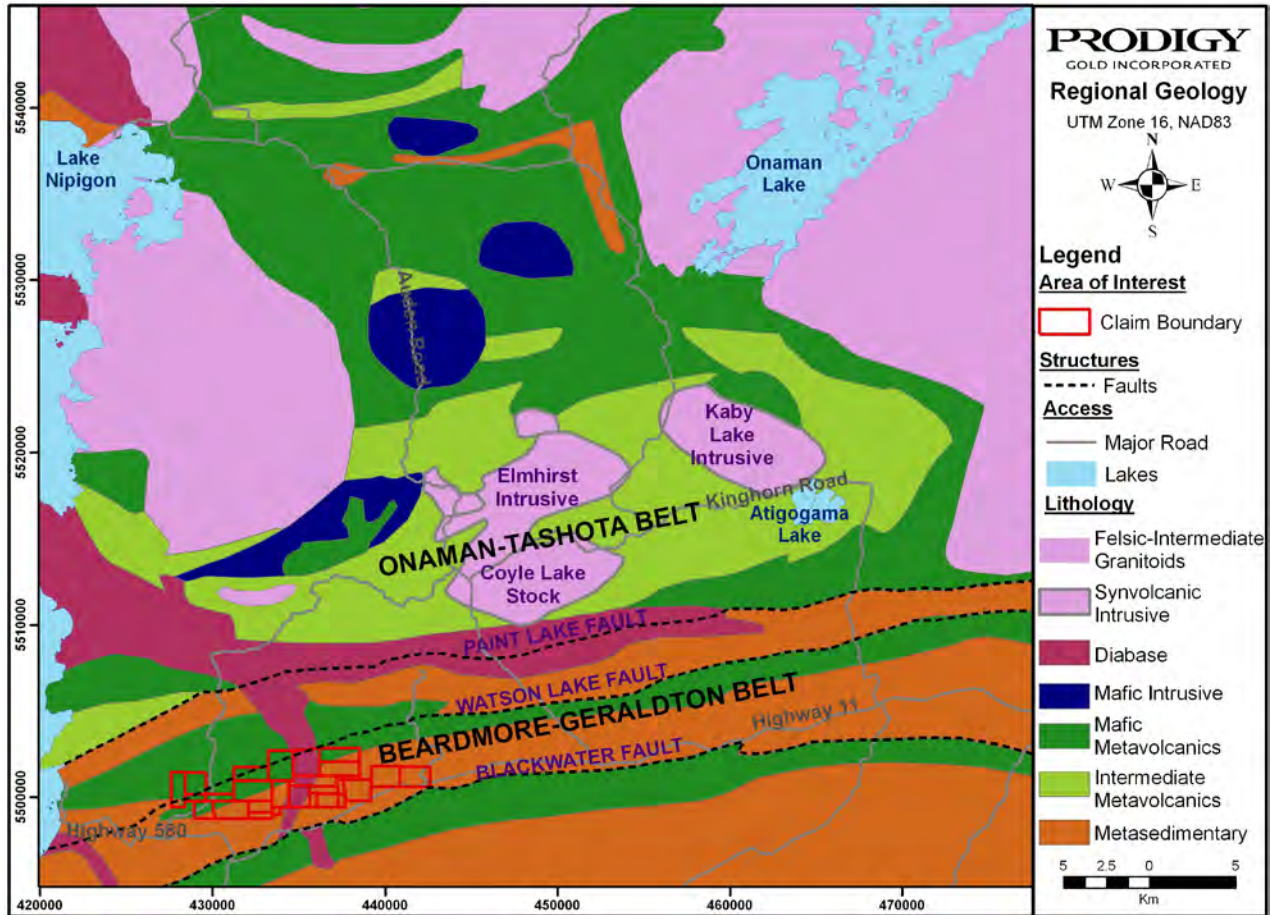 PRODIGY
GOLD INCORPORATED
Regional Geology
UTM Zone 16, NAD83
N
W
E
S
Legend
Area of Interest
Claim Boundary
Structures
Faults
Access
Major Road
Lakes
Lithology
Felsic-Intermediate
Granitoids
Synvolcanic
Intrusive
Diabase
Mafic Intrusive
Mafic
Metavolcanics
Intermediate
Metavolcanics
Metasedimentary
5 2.5 0 5
Km
Lake
Nipigon
Onaman
Lake
Auden Road
Kaby
Lake
Intrusive
Elmhirst
Intrusive
Kinghorn Road
Atigogama
Lake
ONAMAN-TASHOTA BELT
Coyle Lake
Stock
PAINT LAKE FAULT
WATSON LAKE FAULT
BEARDMORE-GERALDTON BELT
Highway 11
BLACKWATER FAULT
Highway 580
5540000
5530000
5520000
5510000
5500000
420000 430000 440000 450000 460000 470000